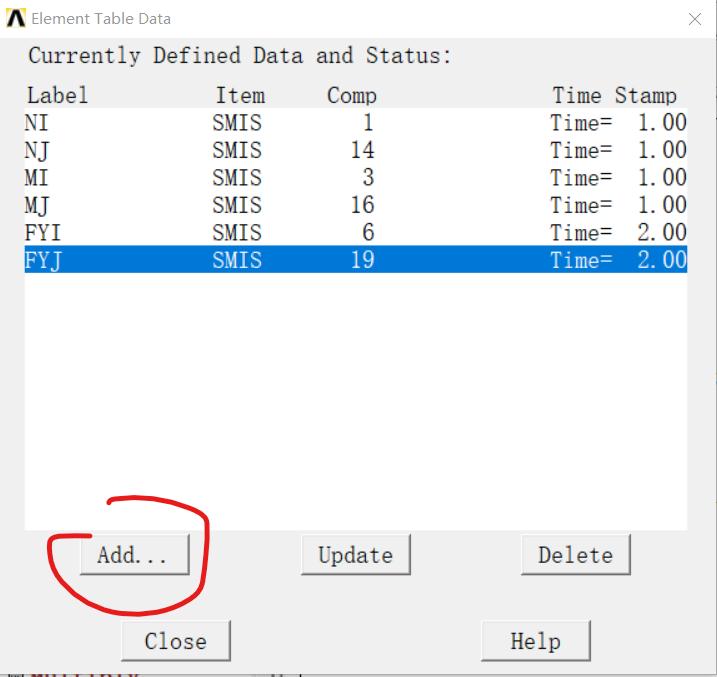 Element Table Data
Currently Defined Data and Status:
Label Item Comp Time Stamp
NI SMIS 1 Time= 1.00
NJ SMIS 14 Time= 1.00
MI SMIS 3 Time= 1.00
MJ SMIS 16 Time= 1.00
FYI SMIS 6 Time= 2.00
FYJ SMIS 19 Time= 2.00
Add... Update Delete
Close Help